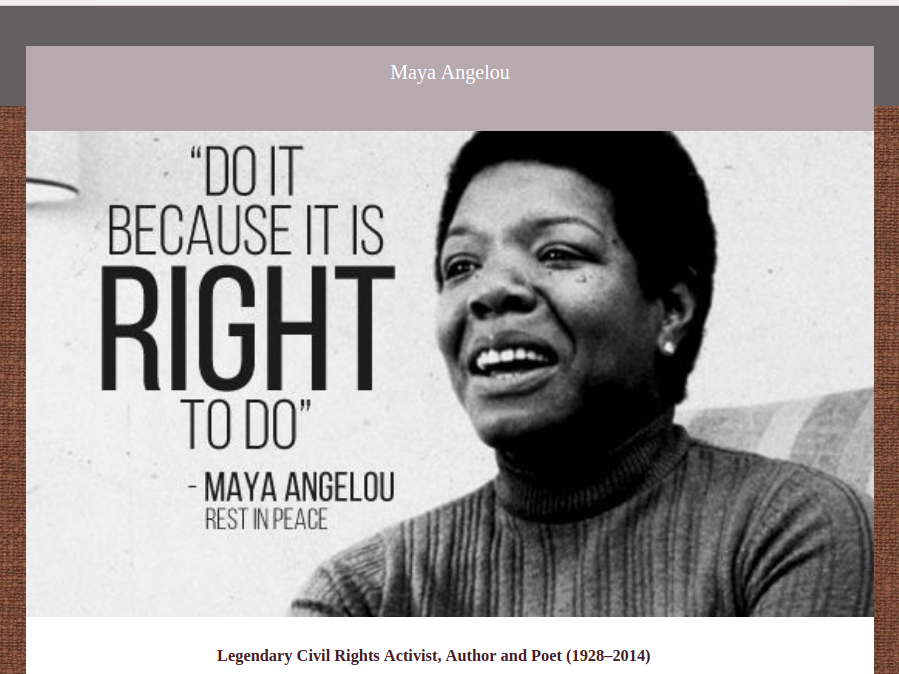 Maya Angelou
“DO IT
BECAUSE IT IS
RIGHT
TO DO”
- MAYA ANGELOU
REST IN PEACE
Legendary Civil Rights Activist, Author and Poet (1928–2014)